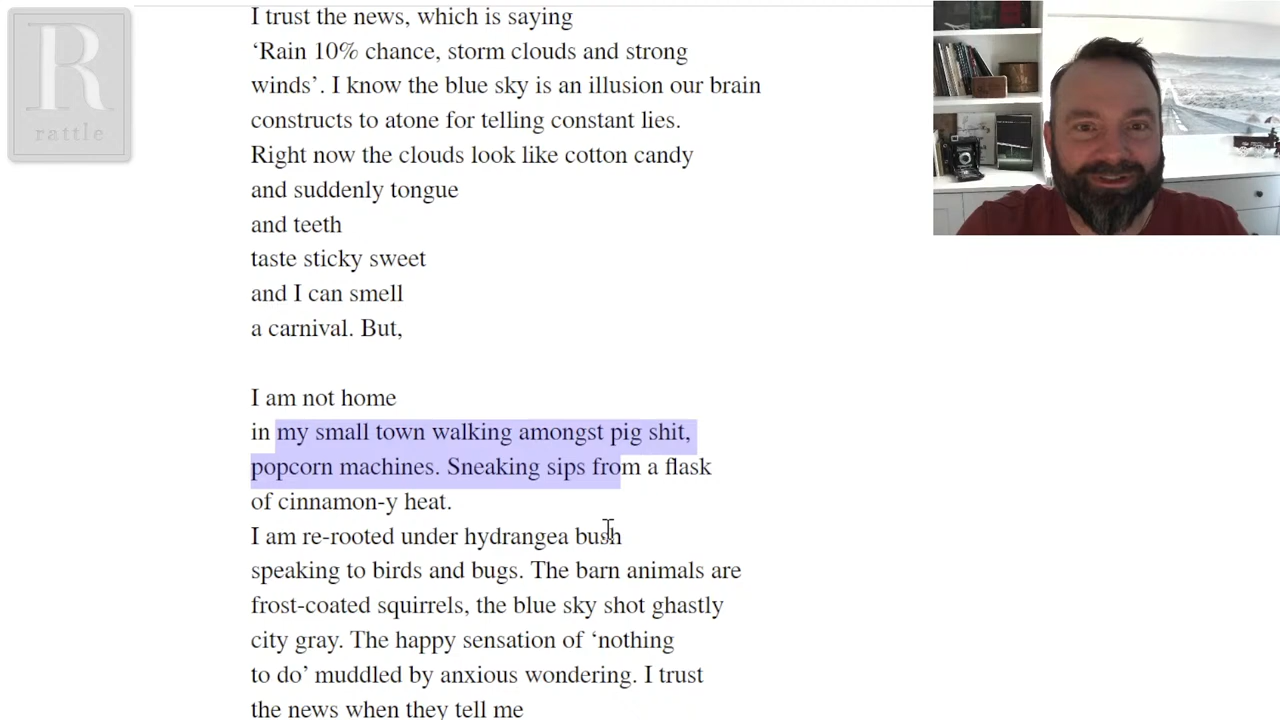 R
rattle
I trust the news, which is saying
‘Rain 10% chance, storm clouds and strong
winds’. I know the blue sky is an illusion our brain
constructs to atone for telling constant lies.
Right now the clouds look like cotton candy
and suddenly tongue
and teeth
taste sticky sweet
and I can smell
a carnival. But,
I am not home
in my small town walking amongst pig shit,
popcorn machines. Sneaking sips from a flask
of cinnamon-y heat.
I am re-rooted under hydrangea bush
speaking to birds and bugs. The barn animals are
frost-coated squirrels, the blue sky shot ghastly
city gray. The happy sensation of ‘nothing
to do’ muddled by anxious wondering. I trust
the news when they tell me